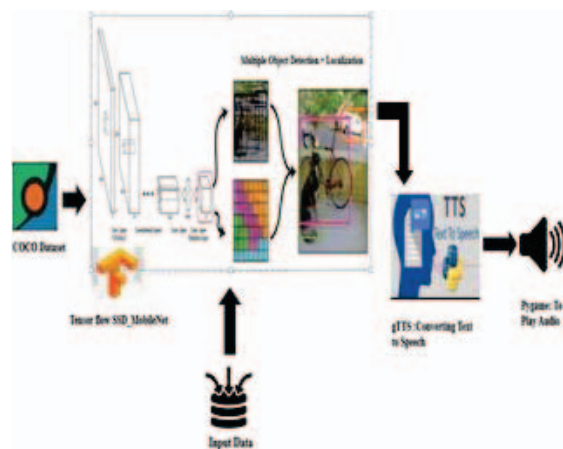 Multiple Object Detection + Localization
COCO Dataset
Tensor flow SSD_MobileNet
TTS
Text To Speech
gTTS :Converting Text
to Speech
Pygame: To
Play Audio
Input Data